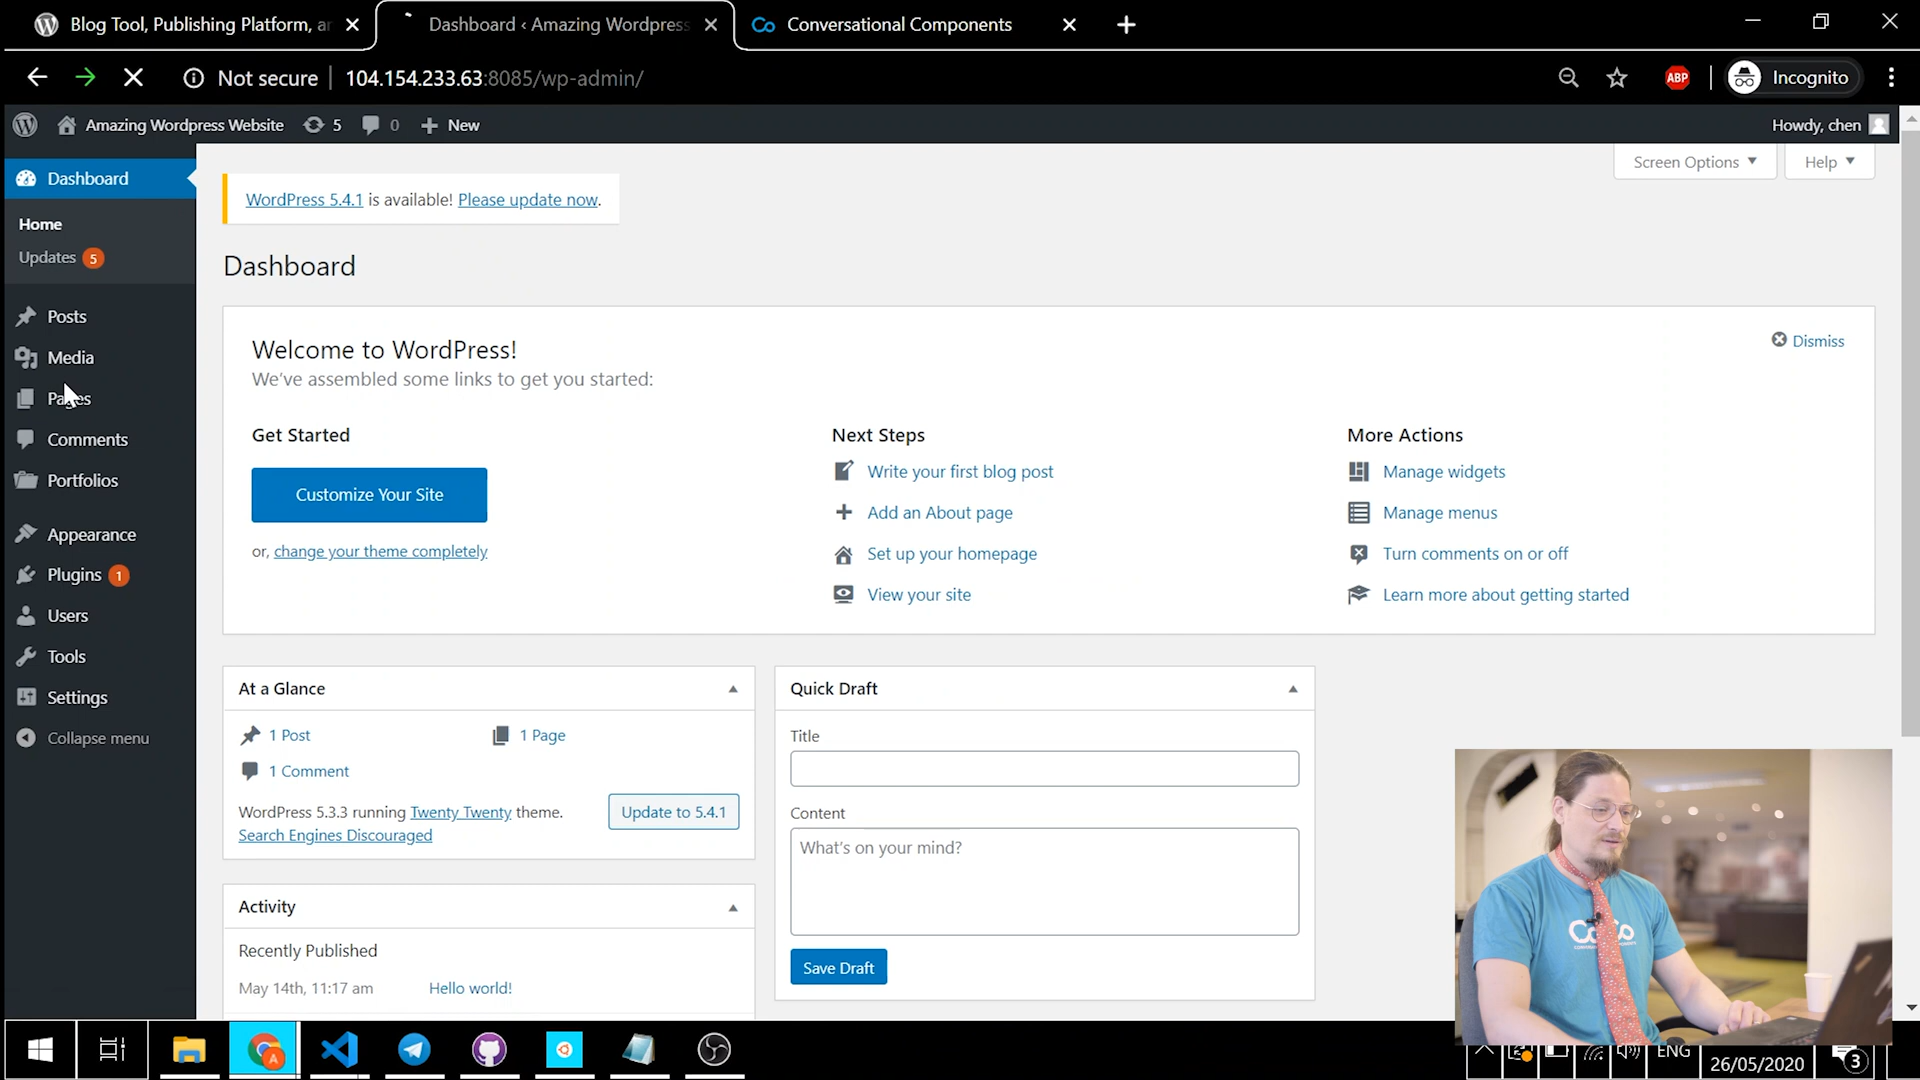 Blog Tool, Publishing Platform, an
Dashboard ‹ Amazing Wordpress
Conversational Components
Not secure
104.154.233.63:8085/wp-admin/
ABP
Incognito
Amazing Wordpress Website
5
0
New
Howdy, chen
Dashboard
Home
Updates 5
Posts
Media
Pages
Comments
Portfolios
Appearance
Plugins 1
Users
Tools
Settings
Collapse menu
Screen Options
Help
WordPress 5.4.1 is available! Please update now.
Dashboard
Welcome to WordPress!
We've assembled some links to get you started:
Dismiss
Get Started
Customize Your Site
or, change your theme completely
Next Steps
Write your first blog post
Add an About page
Set up your homepage
View your site
More Actions
Manage widgets
Manage menus
Turn comments on or off
Learn more about getting started
At a Glance
1 Post
1 Page
1 Comment
WordPress 5.3.3 running Twenty Twenty theme.
Update to 5.4.1
Search Engines Discouraged
Activity
Recently Published
May 14th, 11:17 am
Hello world!
Quick Draft
Title
Content
What's on your mind?
Save Draft
CoCo
ENG
26/05/2020
3